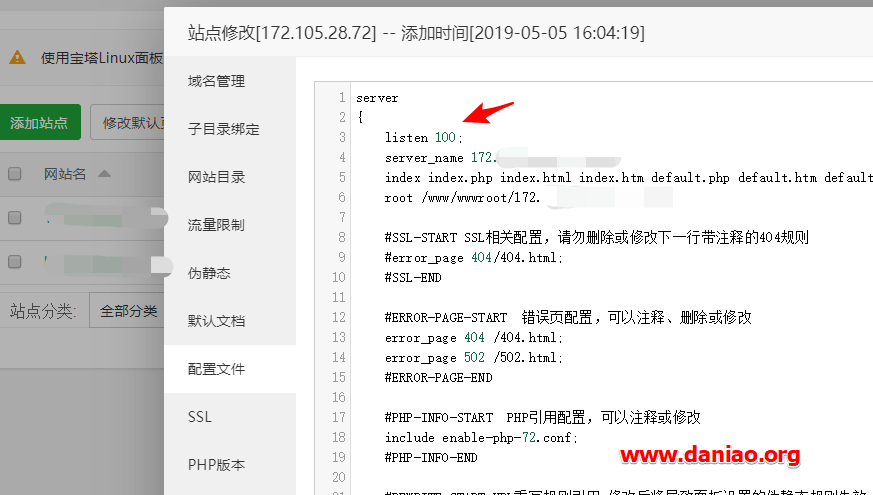 站点修改[172.105.28.72] -- 添加时间[2019-05-05 16:04:19]
使用宝塔Linux面板
添加站点
修改默认页
网站名
站点分类:
全部分类
域名管理
子目录绑定
网站目录
流量限制
伪静态
默认文档
配置文件
SSL
PHP版本
1 server
2 {
3 listen 100;
4 server_name 172.
5 index index.php index.html index.htm default.php default.htm default
6 root /www/wwwroot/172.
7
8 #SSL-START SSL相关配置，请勿删除或修改下一行带注释的404规则
9 #error_page 404/404.html;
10 #SSL-END
11
12 #ERROR-PAGE-START 错误页配置，可以注释、删除或修改
13 error_page 404 /404.html;
14 error_page 502 /502.html;
15 #ERROR-PAGE-END
16
17 #PHP-INFO-START PHP引用配置，可以注释或修改
18 include enable-php-72.conf;
19 #PHP-INFO-END
20
www.daniao.org